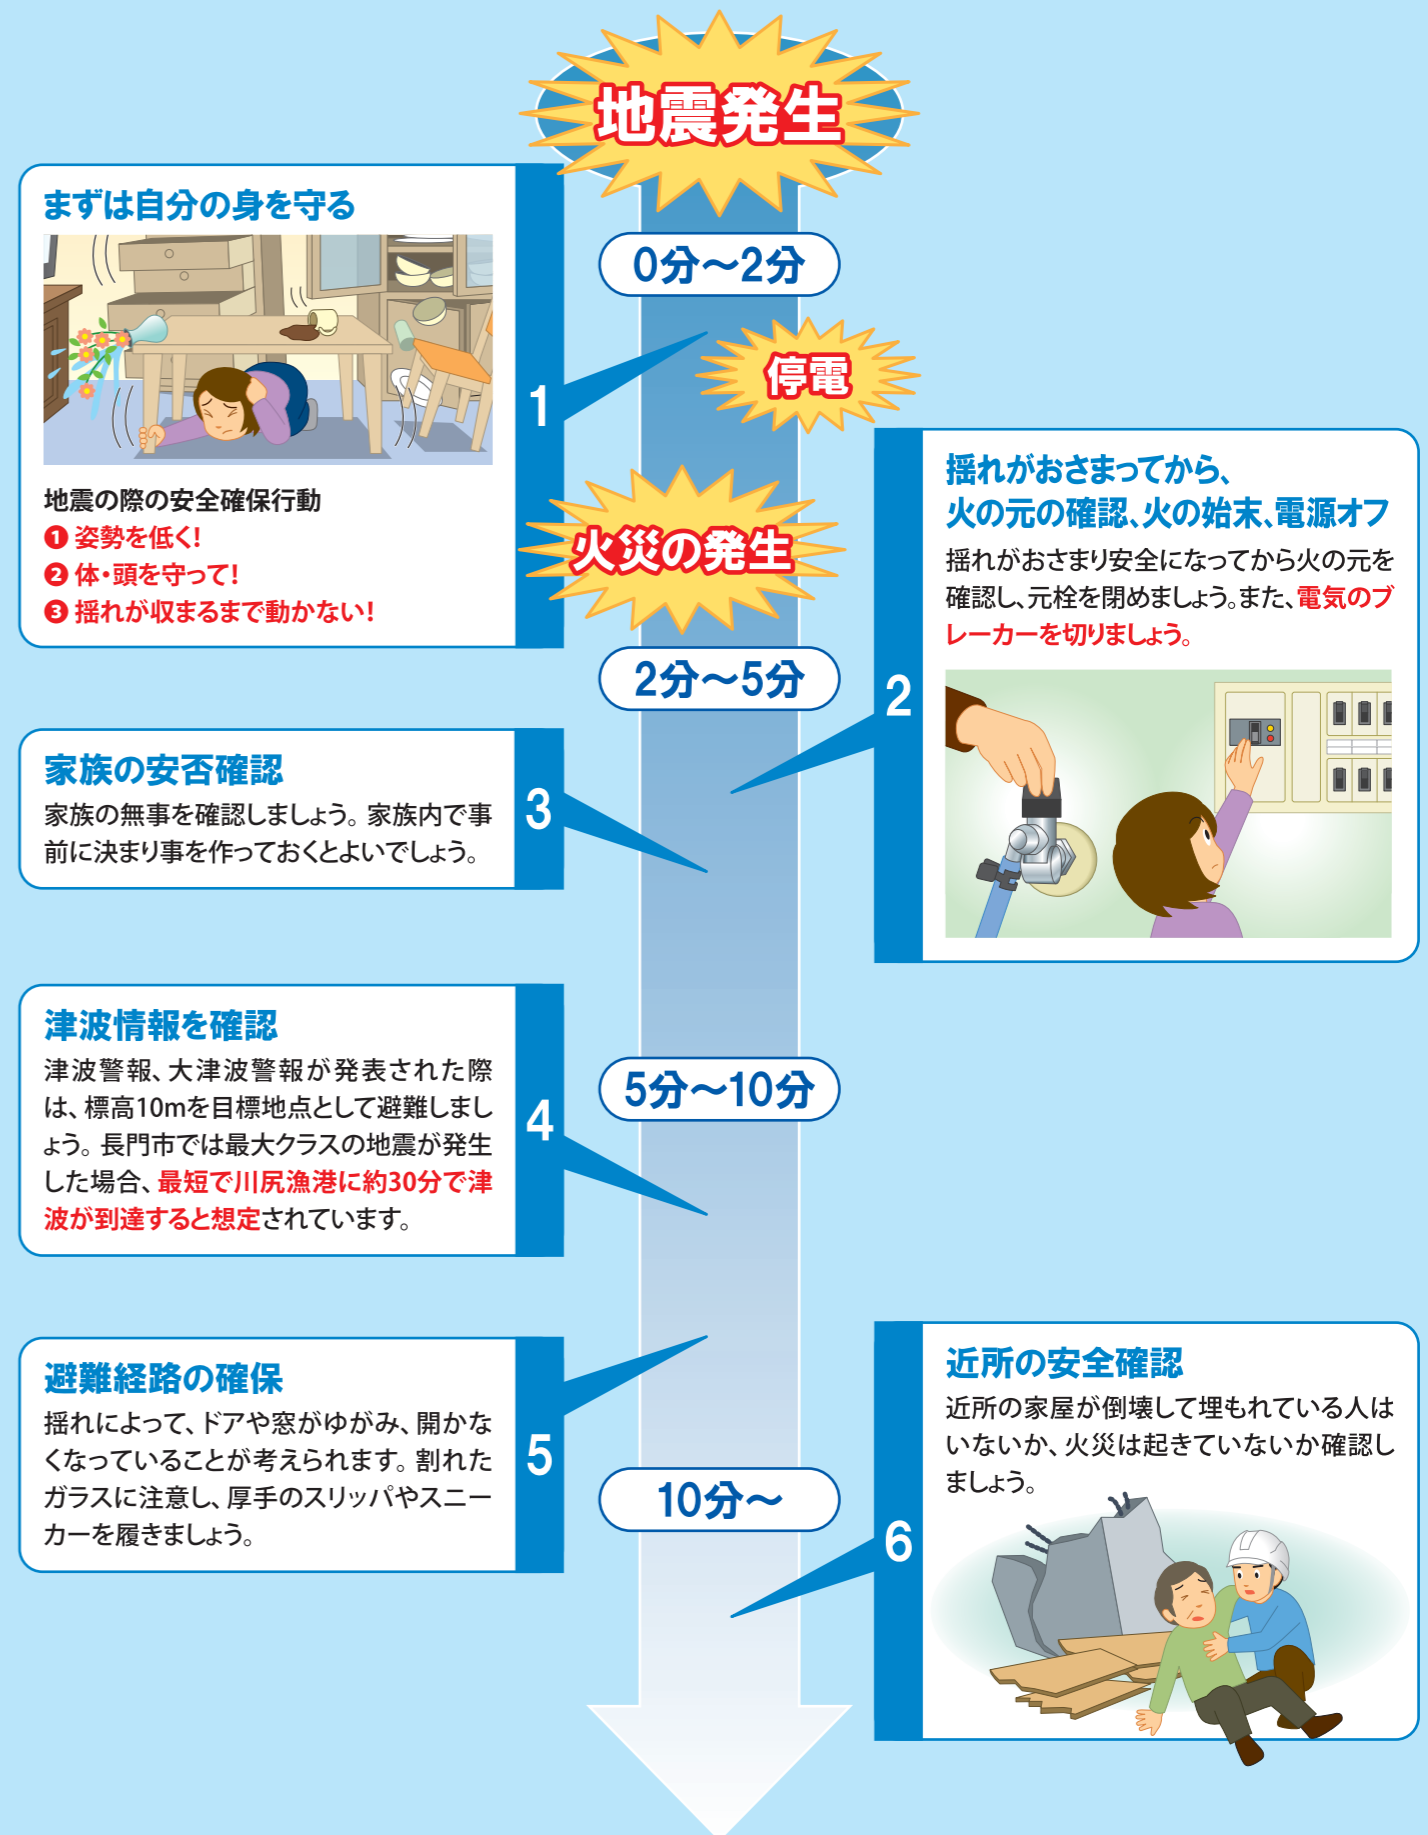 地震発生
0分〜2分
1
まずは自分の身を守る
地震の際の安全確保行動
❶ 姿勢を低く!
❷ 体・頭を守って!
❸ 揺れが収まるまで動かない!
停電
火災の発生
2分〜5分
2
揺れがおさまってから、
火の元の確認、火の始末、電源オフ
揺れがおさまり安全になってから火の元を
確認し、元栓を閉めましょう。また、電気のブ
レーカーを切りましょう。
3
家族の安否確認
家族の無事を確認しましょう。家族内で事
前に決まり事を作っておくとよいでしょう。
5分〜10分
4
津波情報を確認
津波警報、大津波警報が発表された際
は、標高10mを目標地点として避難しまし
ょう。長門市では最大クラスの地震が発生
した場合、最短で川尻漁港に約30分で津
波が到達すると想定されています。
5
避難経路の確保
揺れによって、ドアや窓がゆがみ、開かな
くなっていることが考えられます。割れた
ガラスに注意し、厚手のスリッパやスニー
カーを履きましょう。
10分〜
6
近所の安全確認
近所の家屋が倒壊して埋もれている人は
いないか、火災は起きていないか確認し
ましょう。